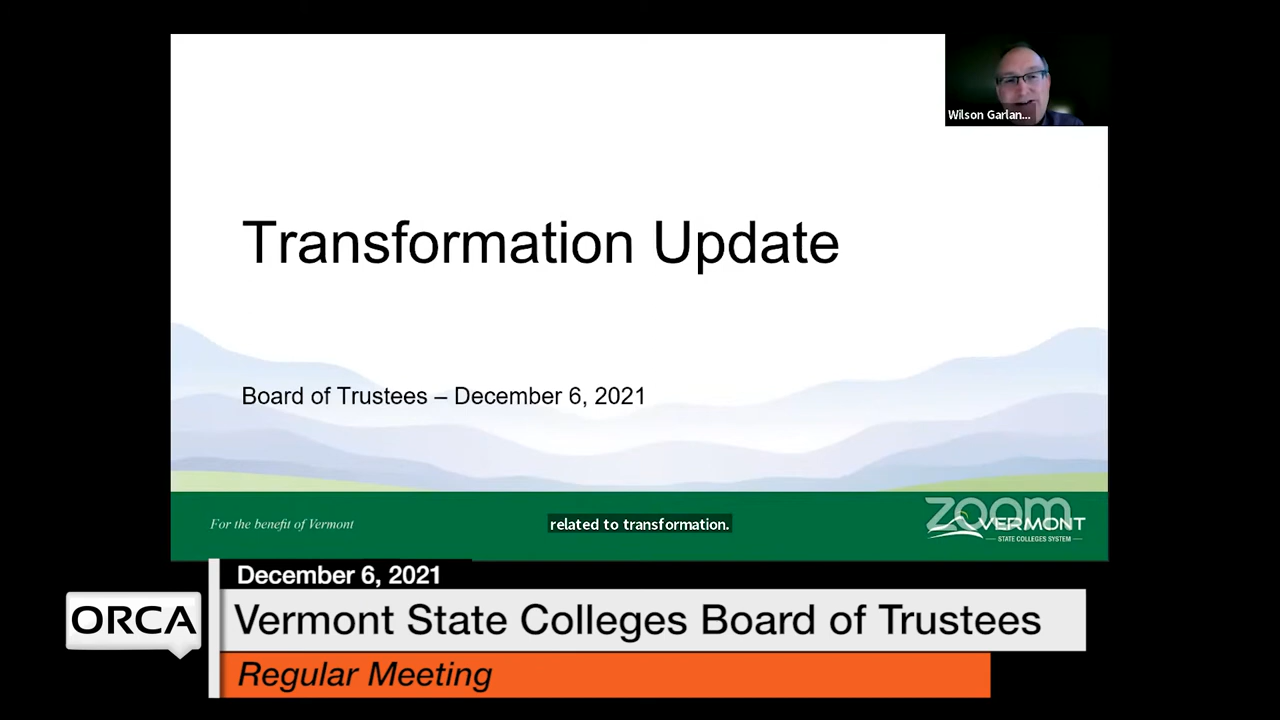 Wilson Garlan...
Transformation Update
Board of Trustees – December 6, 2021
For the benefit of Vermont
related to transformation.
zoom
VERMONT
STATE COLLEGES SYSTEM
December 6, 2021
ORCA
Vermont State Colleges Board of Trustees
Regular Meeting